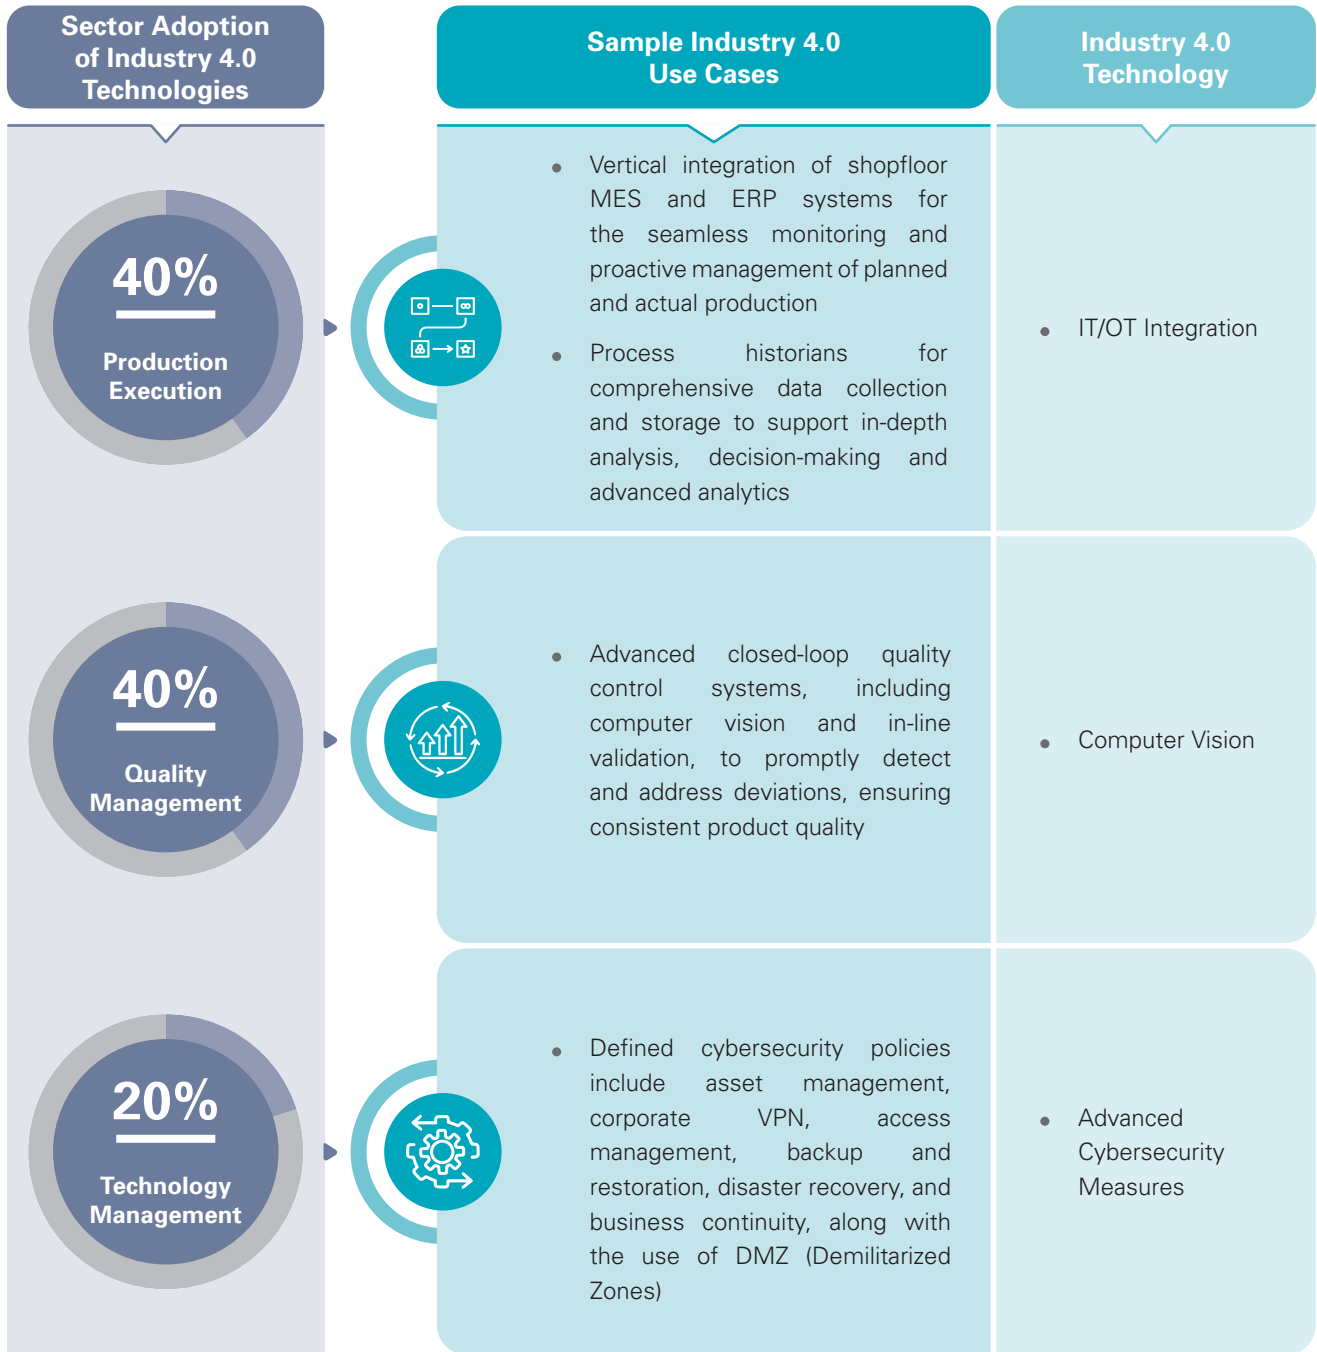 Sector Adoption
of Industry 4.0
Technologies
Sample Industry 4.0
Use Cases
Industry 4.0
Technology
40%
Production
Execution
• Vertical integration of shopfloor
MES and ERP systems for
the seamless monitoring and
proactive management of planned
and actual production
• Process historians for
comprehensive data collection
and storage to support in-depth
analysis, decision-making and
advanced analytics
• IT/OT Integration
40%
Quality
Management
• Advanced closed-loop quality
control systems, including
computer vision and in-line
validation, to promptly detect
and address deviations, ensuring
consistent product quality
• Computer Vision
20%
Technology
Management
• Defined cybersecurity policies
include asset management,
corporate VPN, access
management, backup and
restoration, disaster recovery, and
business continuity, along with
the use of DMZ (Demilitarized
Zones)
• Advanced
Cybersecurity
Measures